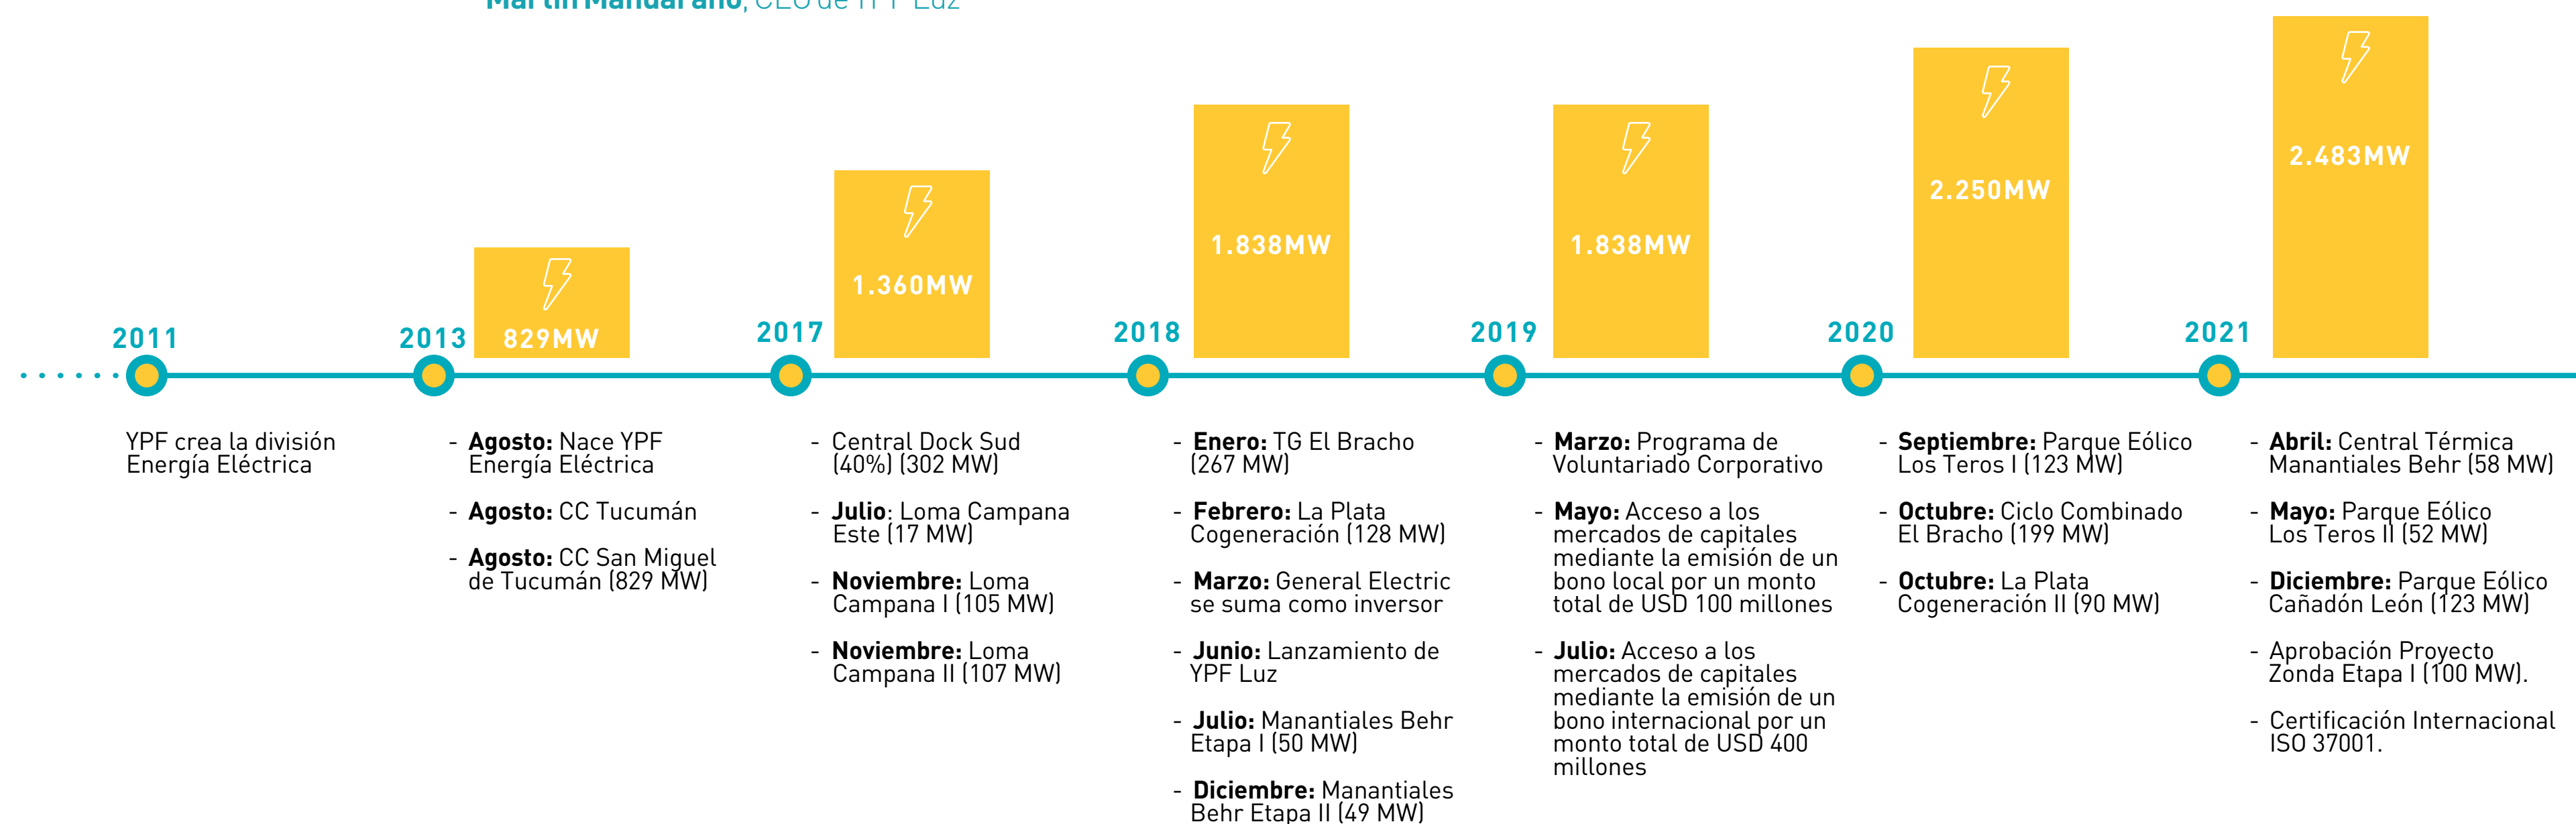 Martín Mandarano, CEO de YPF Luz
2011
YPF crea la división
Energía Eléctrica
2013
829MW
- Agosto: Nace YPF
Energía Eléctrica
- Agosto: CC Tucumán
- Agosto: CC San Miguel
de Tucumán (829 MW)
2017
1.360MW
- Central Dock Sud
(40%) (302 MW)
- Julio: Loma Campana
Este (17 MW)
- Noviembre: Loma
Campana I (105 MW)
- Noviembre: Loma
Campana II (107 MW)
2018
1.838MW
- Enero: TG El Bracho
(267 MW)
- Febrero: La Plata
Cogeneración (128 MW)
- Marzo: General Electric
se suma como inversor
- Junio: Lanzamiento de
YPF Luz
- Julio: Manantiales Behr
Etapa I (50 MW)
- Diciembre: Manantiales
Behr Etapa II (49 MW)
2019
1.838MW
- Marzo: Programa de
Voluntariado Corporativo
- Mayo: Acceso a los
mercados de capitales
mediante la emisión de un
bono local por un monto
total de USD 100 millones
- Julio: Acceso a los
mercados de capitales
mediante la emisión de un
bono internacional por un
monto total de USD 400
millones
2020
2.250MW
- Septiembre: Parque Eólico
Los Teros I (123 MW)
- Octubre: Ciclo Combinado
El Bracho (199 MW)
- Octubre: La Plata
Cogeneración II (90 MW)
2021
2.483MW
- Abril: Central Térmica
Manantiales Behr (58 MW)
- Mayo: Parque Eólico
Los Teros II (52 MW)
- Diciembre: Parque Eólico
Cañadón León (123 MW)
- Aprobación Proyecto
Zonda Etapa I (100 MW).
- Certificación Internacional
ISO 37001.